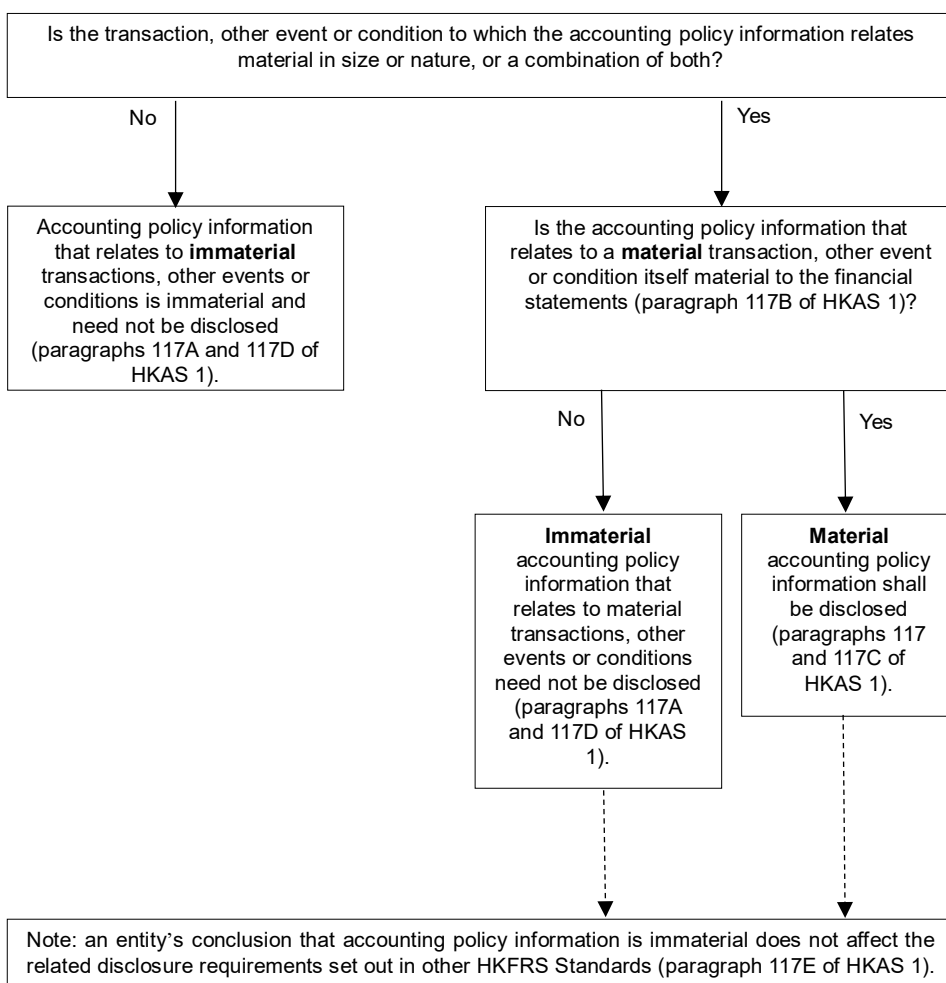 Is the transaction, other event or condition to which the accounting policy information relates
material in size or nature, or a combination of both?
No
Yes
Accounting policy information
that relates to immaterial
transactions, other events or
conditions is immaterial and
need not be disclosed
(paragraphs 117A and 117D of
HKAS 1).
Is the accounting policy information that
relates to a material transaction, other event
or condition itself material to the financial
statements (paragraph 117B of HKAS 1)?
No
Yes
Immaterial
accounting policy
information that
relates to material
transactions, other
events or conditions
need not be disclosed
(paragraphs 117A
and 117D of HKAS
1).
Material
accounting policy
information shall
be disclosed
(paragraphs 117
and 117C of
HKAS 1).
Note: an entity’s conclusion that accounting policy information is immaterial does not affect the
related disclosure requirements set out in other HKFRS Standards (paragraph 117E of HKAS 1).